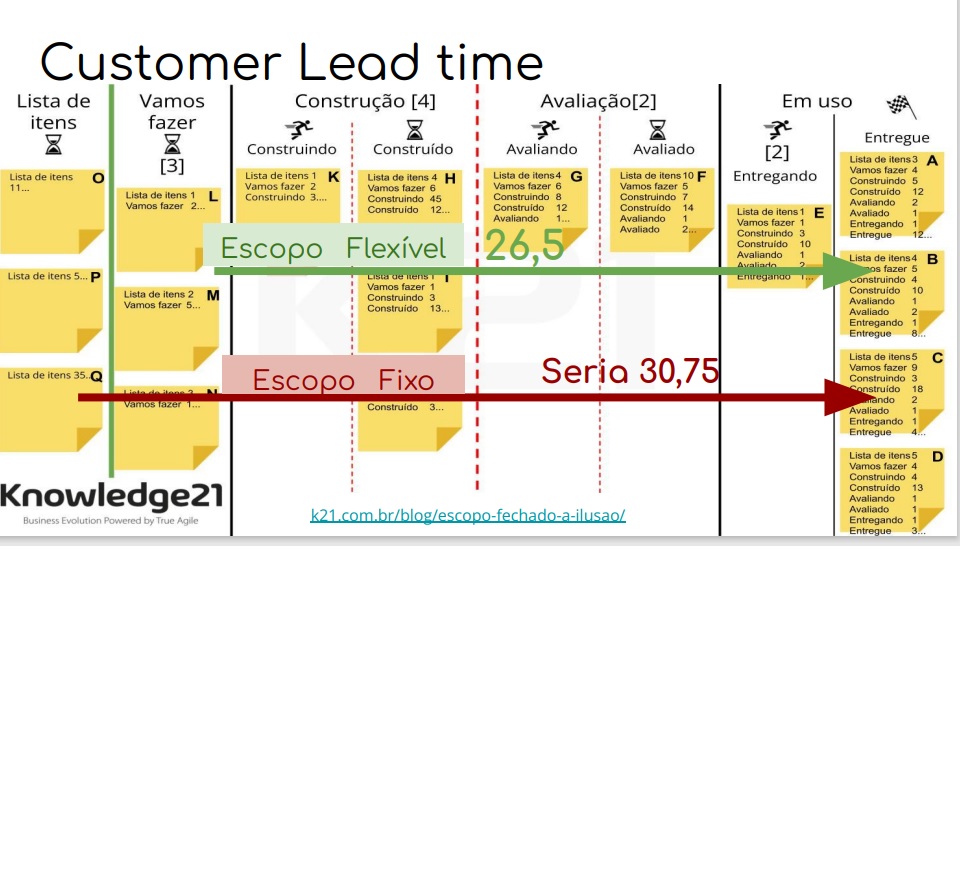 Customer Lead time
Lista de
itens
Vamos
fazer
[3]
Construção [4]
Construindo
Construído
Avaliação[2]
Avaliando
Avaliado
Em uso
[2]
Entregando
Entregue
Lista de itens O
11...
Lista de itens 5... P
Lista de itens 35... Q
Lista de itens 1 L
Vamos fazer 2...
Lista de itens 2 M
Vamos fazer 5...
Lista de itens 3 N
Vamos fazer 1...
Lista de itens 1 K
Vamos fazer 2
Construindo 3....
Lista de itens 4 H
Vamos fazer 6
Construindo 45
Construído 12...
Lista de itens 1 I
Vamos fazer 1
Construindo 3
Construído 13...
Construído 3...
Lista de itens 4 G
Vamos fazer 6
Construindo 8
Construído 12
Avaliando 1...
Lista de itens 10 F
Vamos fazer 5
Construindo 7
Construído 14
Avaliando 1
Avaliado 2...
Lista de itens 1 E
Vamos fazer 1
Construindo 3
Construído 10
Avaliando 1
Avaliado 2
Entregando 1...
Lista de itens 3 A
Vamos fazer 4
Construindo 5
Construído 12
Avaliando 2
Avaliado 1
Entregando 1
Entregue 12...
Lista de itens 4 B
Vamos fazer 5
Construindo 4
Construído 10
Avaliando 1
Avaliado 2
Entregando 1
Entregue 8...
Lista de itens 5 C
Vamos fazer 9
Construindo 3
Construído 18
Avaliando 2
Avaliado 1
Entregando 1
Entregue 4...
Lista de itens 5 D
Vamos fazer 4
Construindo 4
Construído 13
Avaliando 1
Avaliado 1
Entregando 1
Entregue 3...
Escopo Flexível 26,5
Escopo Fixo
Seria 30,75
k21
Knowledge21
Business Evolution Powered by True Agile
k21.com.br/blog/escopo-fechado-a-ilusao/